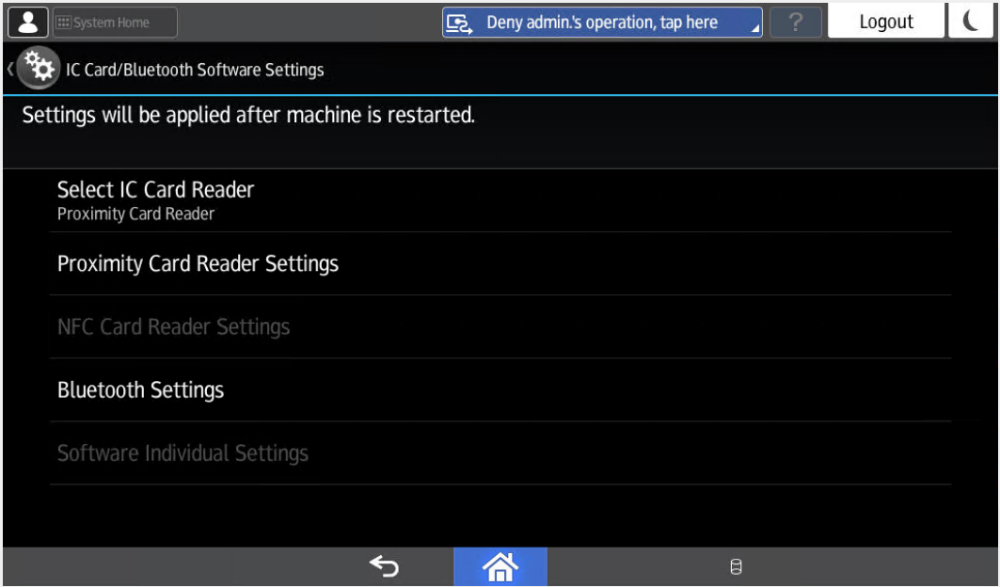 System Home
Deny admin.'s operation, tap here
?
Logout
IC Card/Bluetooth Software Settings
Settings will be applied after machine is restarted.
Select IC Card Reader
Proximity Card Reader
Proximity Card Reader Settings
NFC Card Reader Settings
Bluetooth Settings
Software Individual Settings